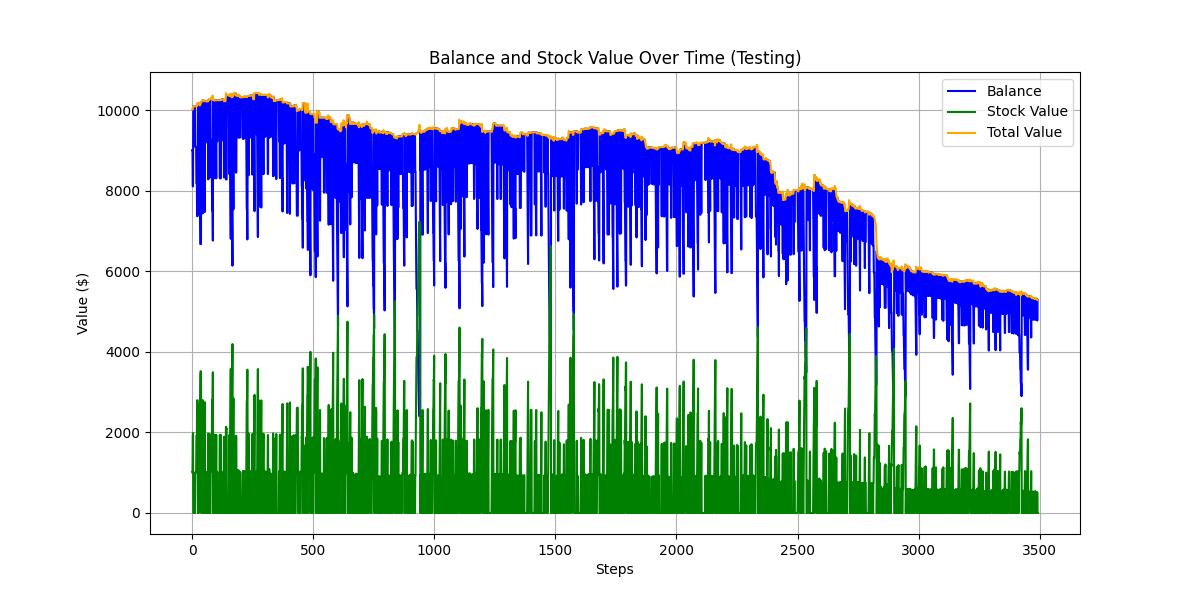 Balance and Stock Value Over Time (Testing)
Balance
Stock Value
Total Value
Value ($)
10000
8000
6000
4000
2000
0
0 500 1000 1500 2000 2500 3000 3500
Steps